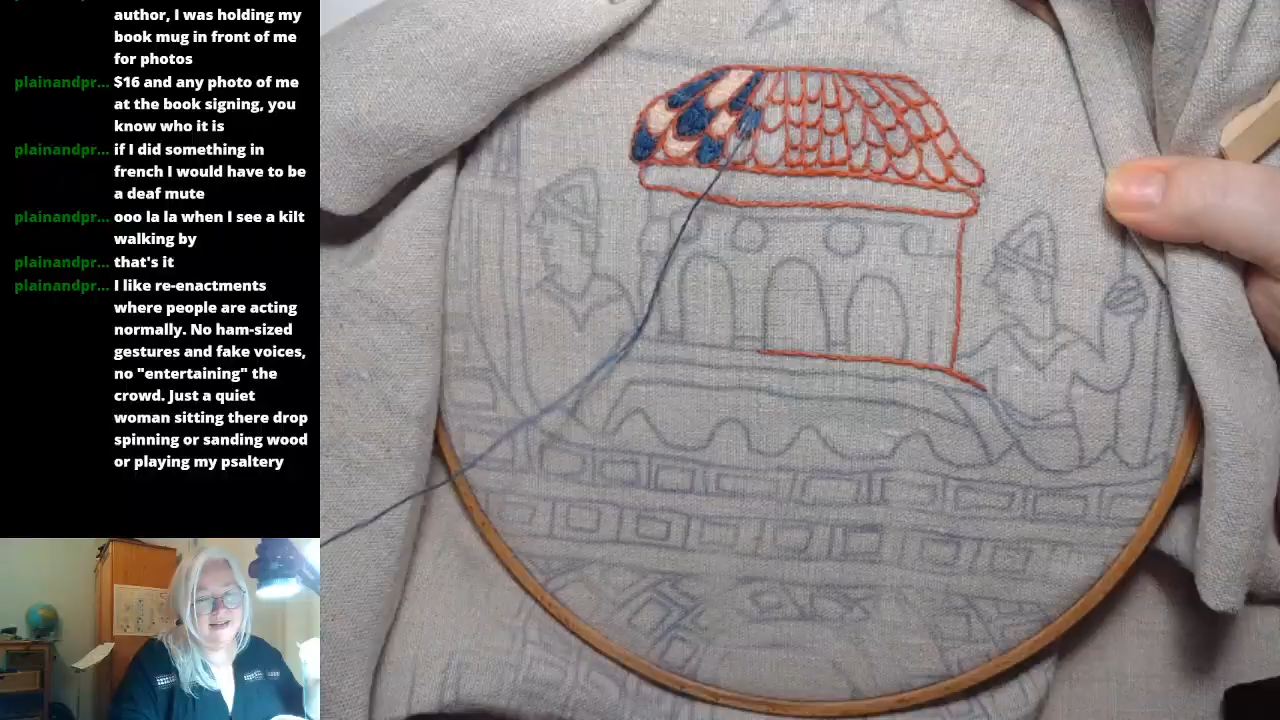 author, I was holding my
book mug in front of me
for photos
plainandpr... $16 and any photo of me
at the book signing, you
know who it is
plainandpr... if I did something in
french I would have to be
a deaf mute
plainandpr... ooo la la when I see a kilt
walking by
plainandpr... that's it
plainandpr... I like re-enactments
where people are acting
normally. No ham-sized
gestures and fake voices,
no "entertaining" the
crowd. Just a quiet
woman sitting there drop
spinning or sanding wood
or playing my psaltery